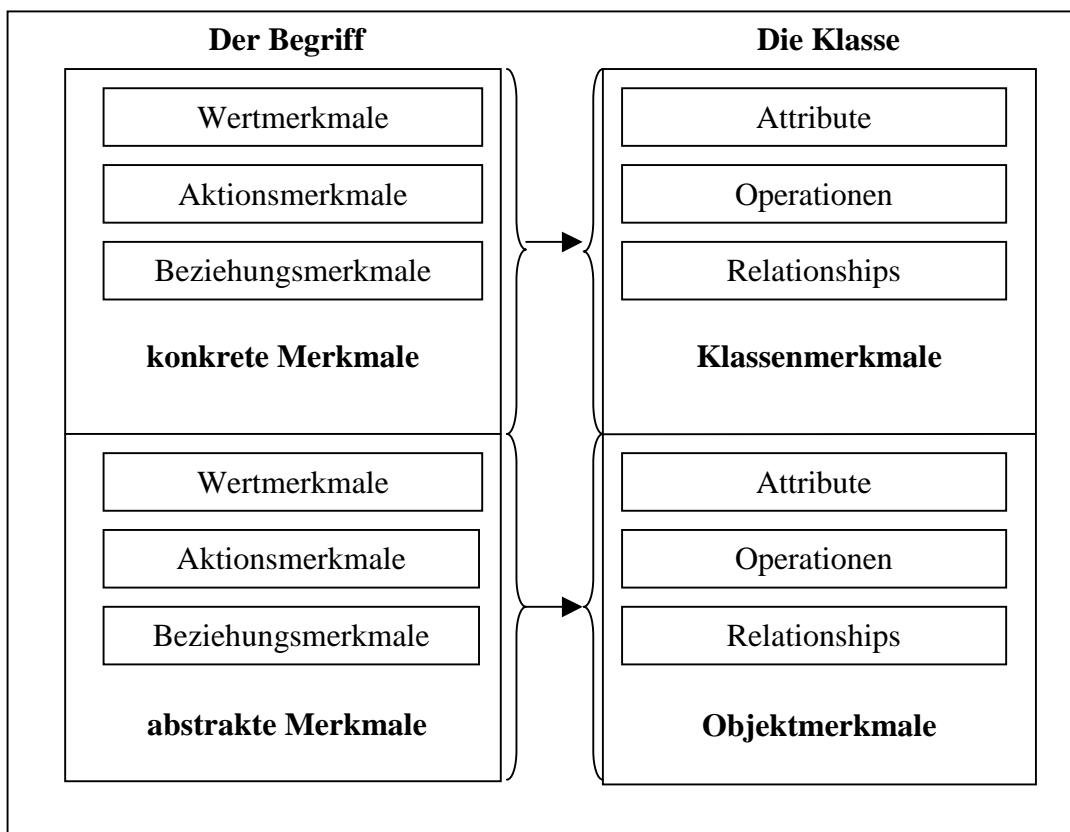 Der Begriff
Die Klasse
Wertmerkmale
Aktionsmerkmale
Beziehungsmerkmale
konkrete Merkmale
Attribute
Operationen
Relationships
Klassenmerkmale
Wertmerkmale
Aktionsmerkmale
Beziehungsmerkmale
abstrakte Merkmale
Attribute
Operationen
Relationships
Objektmerkmale